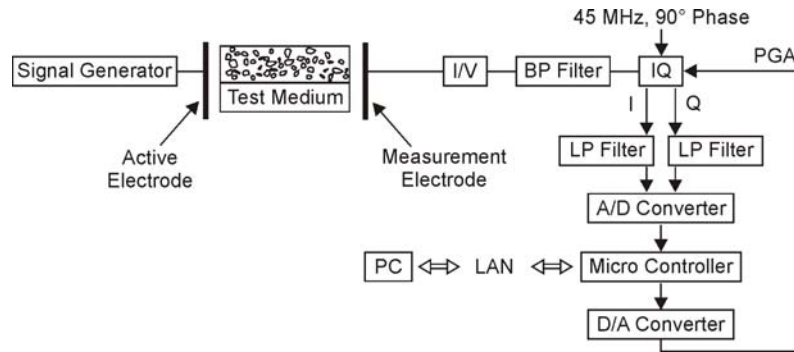 45 MHz, 90° Phase
Signal Generator
Test Medium
I/V
BP Filter
IQ
PGA
I
Q
Active
Electrode
Measurement
Electrode
LP Filter
LP Filter
A/D Converter
PC
LAN
Micro Controller
D/A Converter